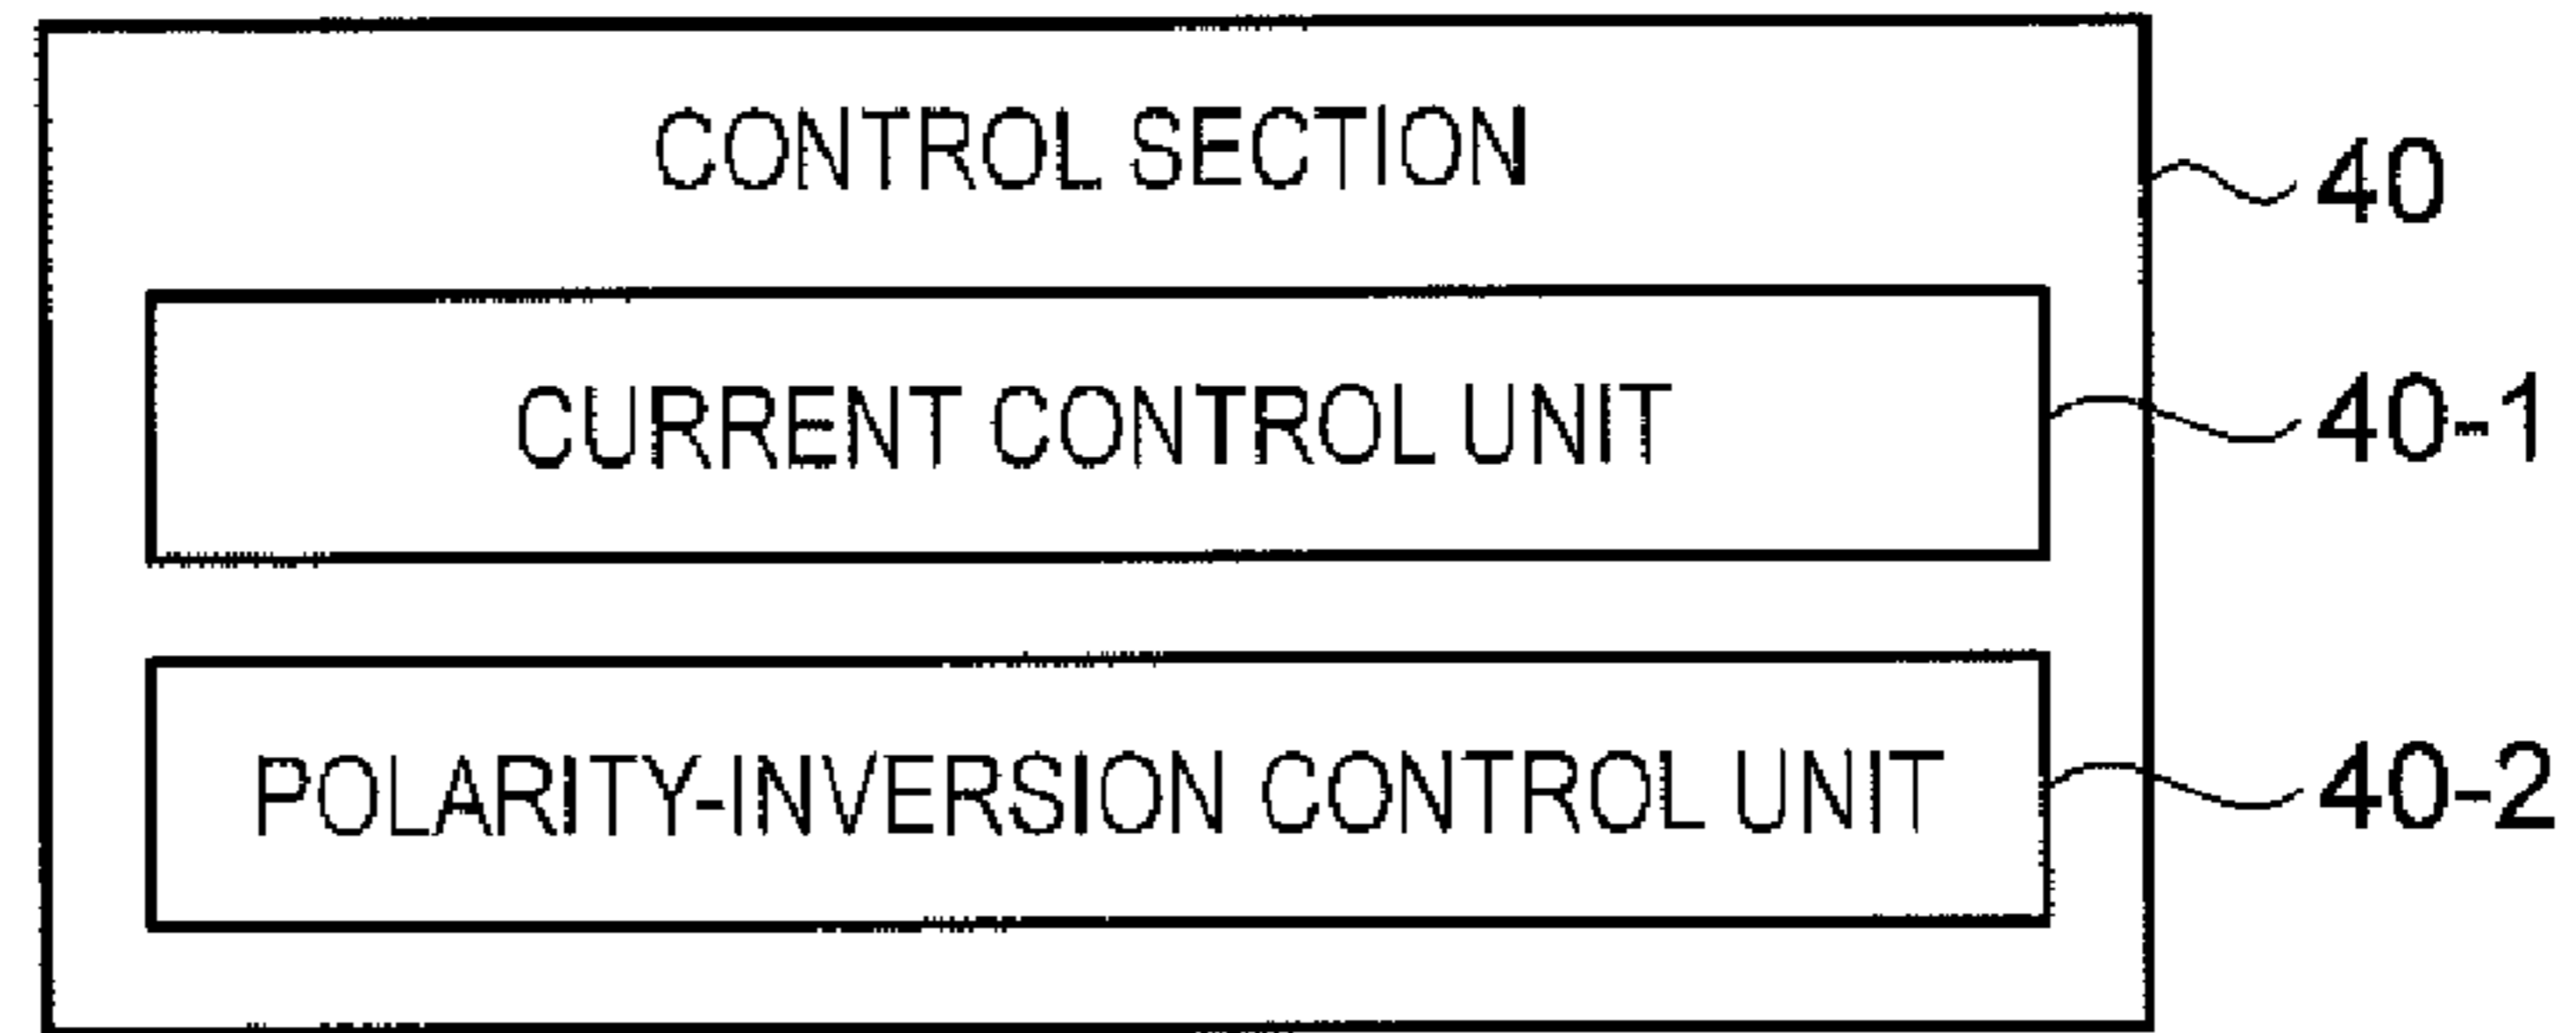 CONTROL SECTION
40
CURRENT CONTROL UNIT
40-1
POLARITY-INVERSION CONTROL UNIT
40-2